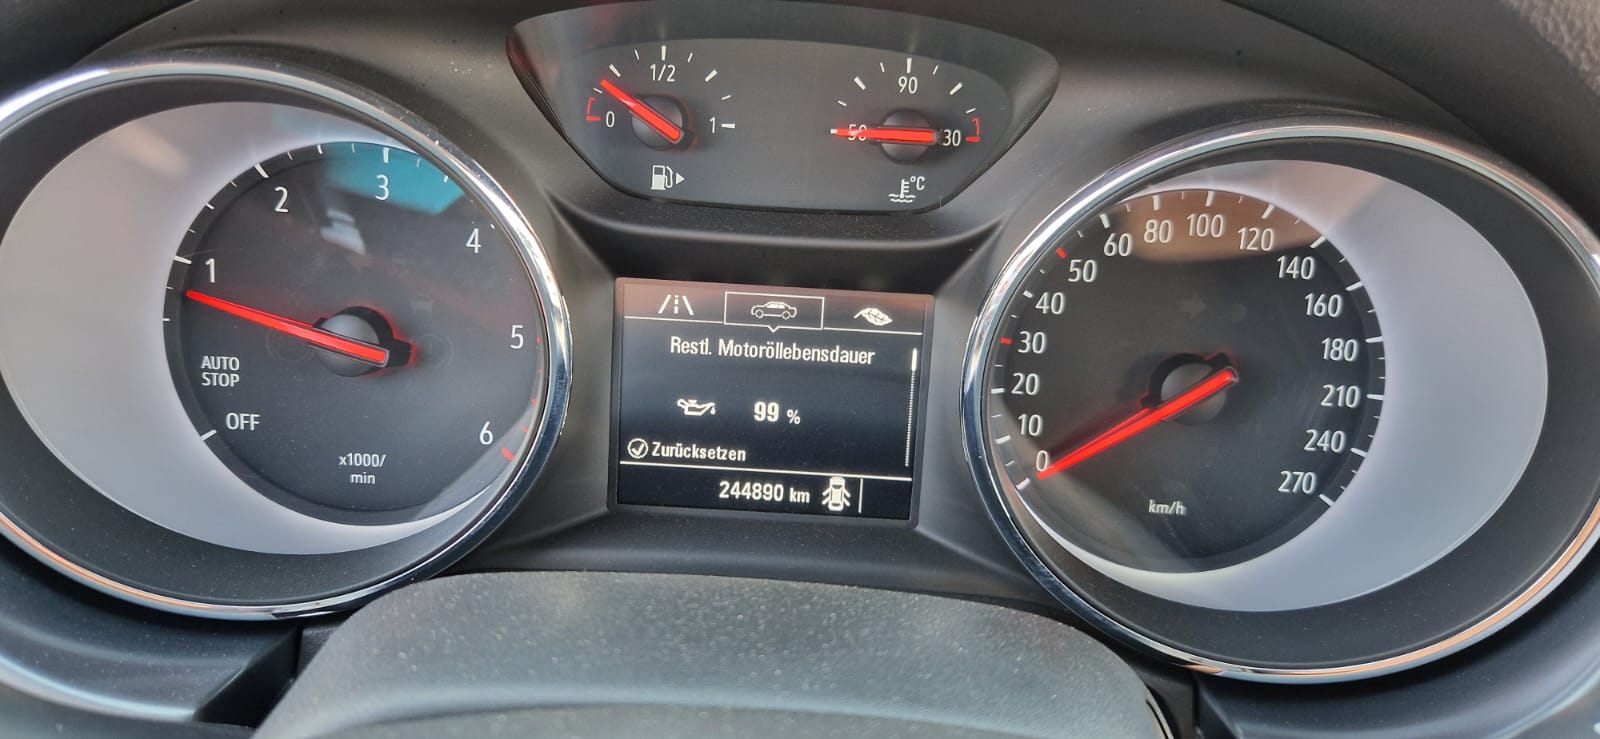 1/2
0
1
90
50
130
°C
1
2
3
4
5
6
AUTO
STOP
OFF
x1000/
min
Restl. Motoröllebensdauer
99 %
Zurücksetzen
244890 km
0
10
20
30
40
50
60
80
100
120
140
160
180
210
240
270
km/h